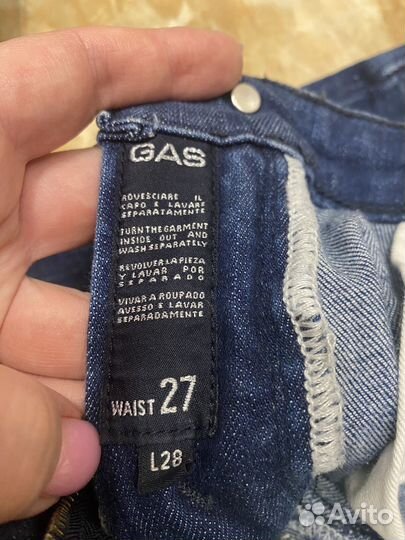 GAS
ROVESCIARE IL
CAPO E LAVARE
SEPARATAMENTE
TURN THE GARMENT
INSIDE OUT AND
WASH SEPARATELY
REVOLVER LA PIEZA
Y LAVAR POR
SEPARADO
VIVAR A ROUPADO
AVESSO E LAVAR
SEPARADAMENTE
WAIST 27
L28
Avito